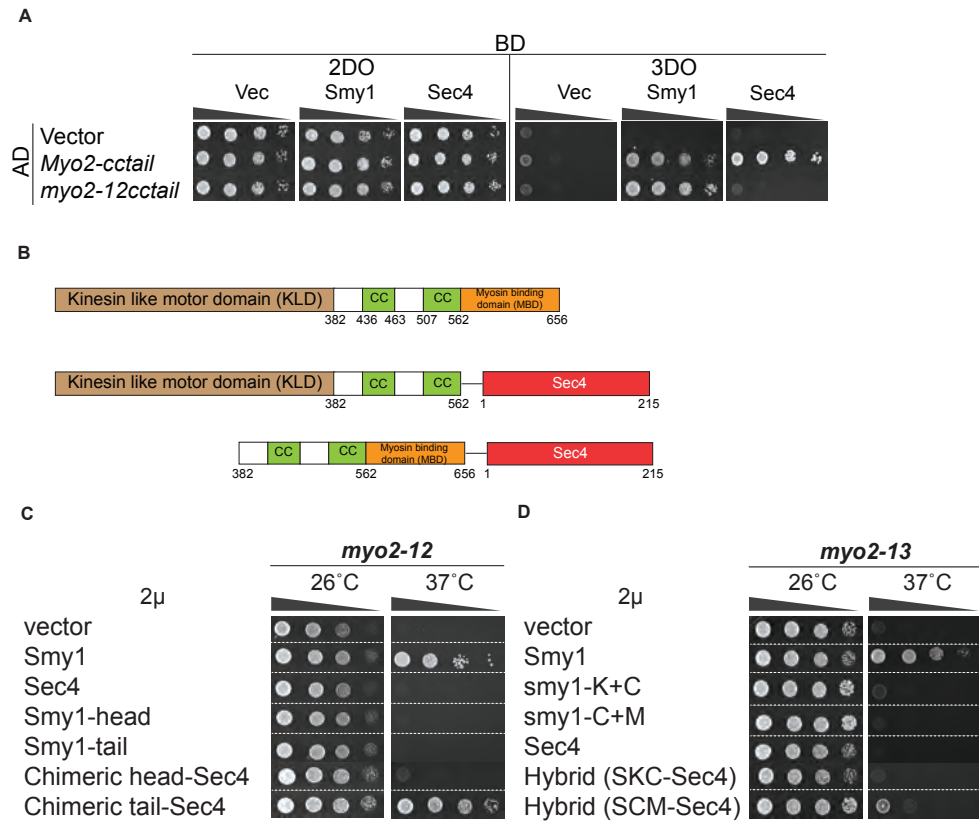 A
BD
2DO 3DO
Vec Smy1 Sec4 Vec Smy1 Sec4
AD
Vector
Myo2-cctail
myo2-12cctail
B
Kinesin like motor domain (KLD) CC CC Myosin binding domain (MBD)
382 436 463 507 562 656
Kinesin like motor domain (KLD) CC CC Sec4
382 562 1 215
CC CC Myosin binding domain (MBD) Sec4
382 562 656 1 215
C
myo2-12
26˚C 37˚C
2μ
vector
Smy1
Sec4
Smy1-head
Smy1-tail
Chimeric head-Sec4
Chimeric tail-Sec4
D
myo2-13
26˚C 37˚C
2μ
vector
Smy1
smy1-K+C
smy1-C+M
Sec4
Hybrid (SKC-Sec4)
Hybrid (SCM-Sec4)